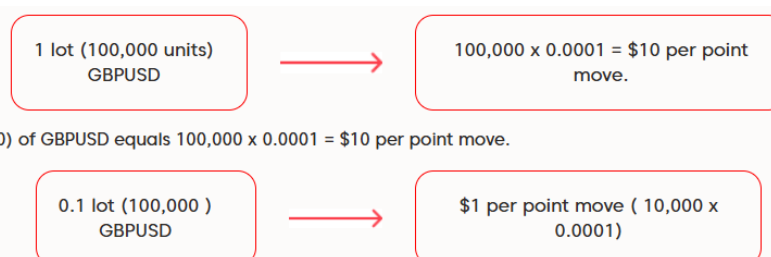 1 lot (100,000 units)
GBPUSD
100,000 x 0.0001 = $10 per point
move.
0) of GBPUSD equals 100,000 x 0.0001 = $10 per point move.
0.1 lot (100,000 )
GBPUSD
$1 per point move ( 10,000 x
0.0001)